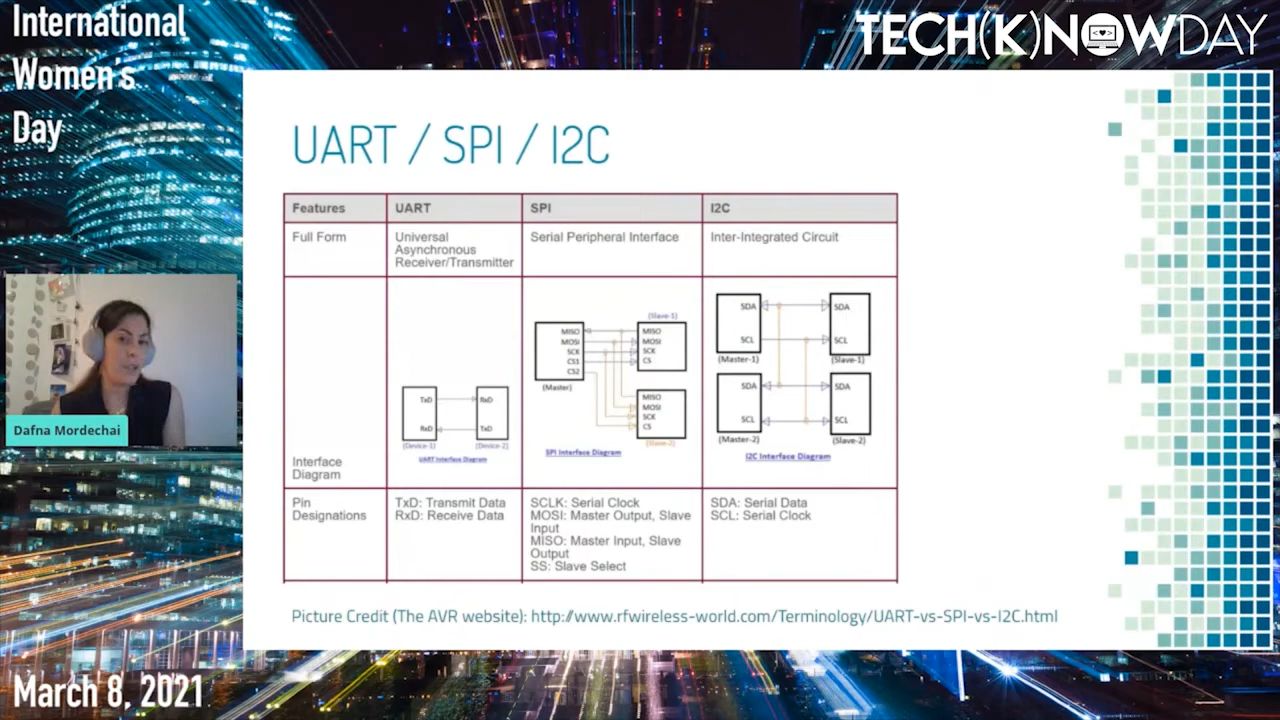 International
Women's
Day
TECH(K)NOWDAY
UART / SPI / I2C
Features UART SPI I2C
Full Form
Universal
Asynchronous
Receiver/Transmitter
Serial Peripheral Interface
Inter-Integrated Circuit
Interface
Diagram
TxD RxD
RxD TxD
(Device-1) (Device-2)
UART Interface Diagram
(Slave-1)
MISO MISO
MOSI MOSI
SCK SCK
CS1 CS
CS2
(Master)
MISO
MOSI
SCK
CS
(Slave-2)
SPI Interface Diagram
SDA SDA
SCL SCL
(Master-1) (Slave-1)
SDA SDA
SCL SCL
(Master-2) (Slave-2)
I2C Interface Diagram
Pin
Designations
TxD: Transmit Data
RxD: Receive Data
SCLK: Serial Clock
MOSI: Master Output, Slave
Input
MISO: Master Input, Slave
Output
SS: Slave Select
SDA: Serial Data
SCL: Serial Clock
Picture Credit (The AVR website): http://www.rfwireless-world.com/Terminology/UART-vs-SPI-vs-I2C.html
Dafna Mordechai
March 8, 2021